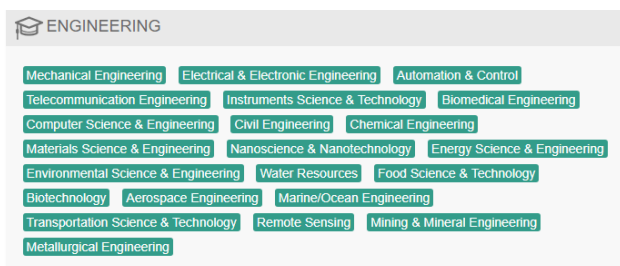 ENGINEERING
Mechanical Engineering Electrical & Electronic Engineering Automation & Control
Telecommunication Engineering Instruments Science & Technology Biomedical Engineering
Computer Science & Engineering Civil Engineering Chemical Engineering
Materials Science & Engineering Nanoscience & Nanotechnology Energy Science & Engineering
Environmental Science & Engineering Water Resources Food Science & Technology
Biotechnology Aerospace Engineering Marine/Ocean Engineering
Transportation Science & Technology Remote Sensing Mining & Mineral Engineering
Metallurgical Engineering